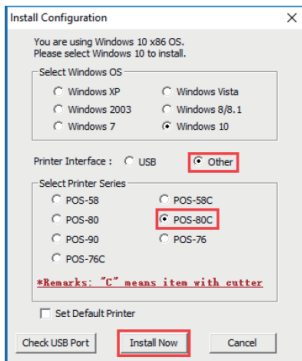 Install Configuration
You are using Windows 10 x86 OS.
Please select Windows 10 to install.
Select Windows OS
Windows XP Windows Vista
Windows 2003 Windows 8/8.1
Windows 7 Windows 10
Printer Interface : USB Other
Select Printer Series
POS-58 POS-58C
POS-80 POS-80C
POS-90 POS-76
POS-76C
*Remarks: "C" means item with cutter
Set Default Printer
Check USB Port Install Now Cancel